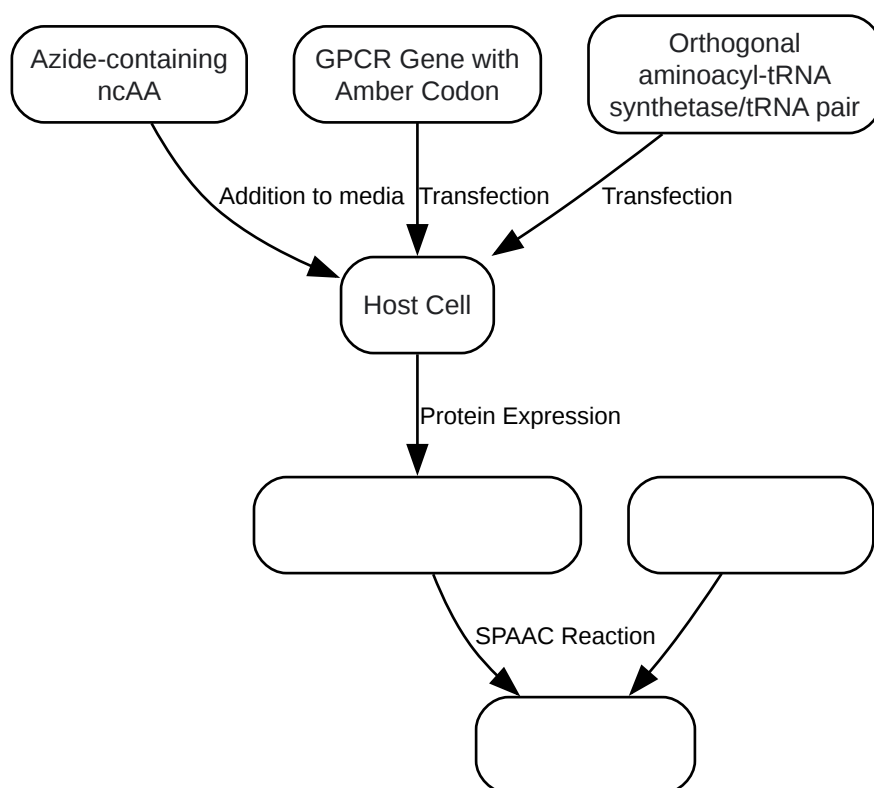 Azide-containing
ncAA
GPCR Gene with
Amber Codon
Orthogonal
aminoacyl-tRNA
synthetase/tRNA pair
Addition to media
Transfection
Transfection
Host Cell
Protein Expression
SPAAC Reaction